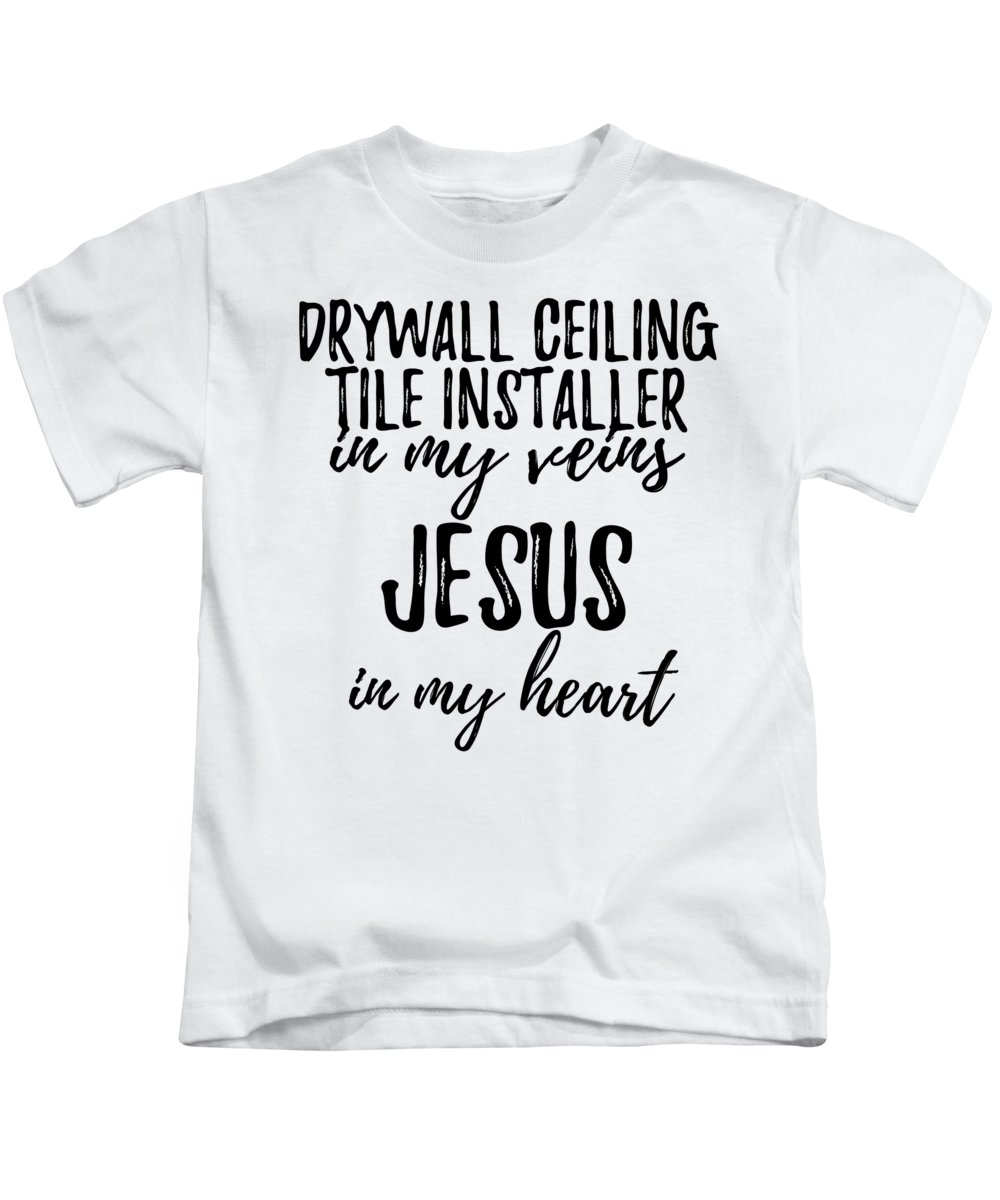 DRYWALL CEILING
TILE INSTALLER
in my veins
JESUS
in my heart